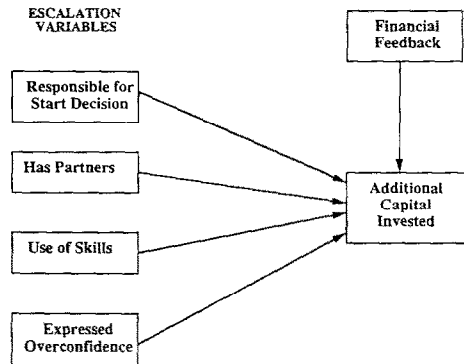 ESCALATION
VARIABLES
Financial
Feedback
Responsible for
Start Decision
Has Partners
Additional
Capital
Invested
Use of Skills
Expressed
Overconfidence